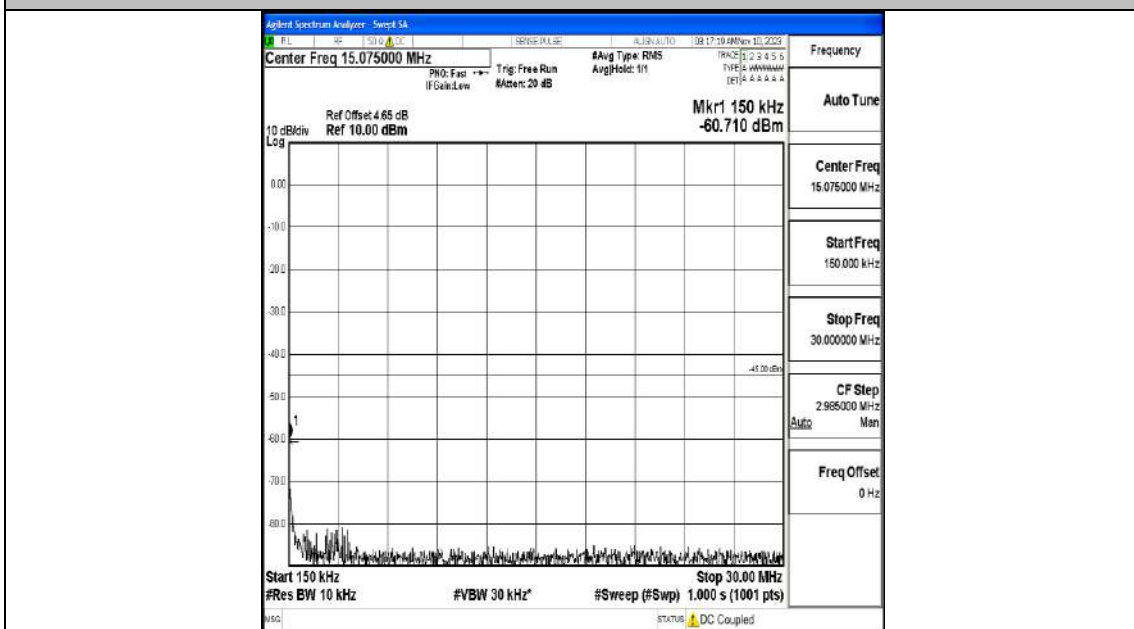 Agilent Spectrum Analyzer - Swept SA
RL RF 50 Ω DC SENSE:PULSE ALIGN AUTO 03:17:19 AM Nov 10, 2023
Center Freq 15.075000 MHz
PNO: Fast
IFGain:Low
Trig: Free Run
#Atten: 20 dB
#Avg Type: RMS
Avg|Hold: 1/1
TRACE 1 2 3 4 5 6
TYPE A WWWWW
DET A A A A A A
Frequency
Auto Tune
Mkr1 150 kHz
-60.710 dBm
Ref Offset 4.65 dB
10 dB/div Ref 10.00 dBm
Log
0.00
-10.0
-20.0
-30.0
-40.0
-45.00 dBm
-50.0
1
-60.0
-70.0
-80.0
Center Freq
15.075000 MHz
Start Freq
150.000 kHz
Stop Freq
30.000000 MHz
CF Step
2.985000 MHz
Auto Man
Freq Offset
0 Hz
Start 150 kHz Stop 30.00 MHz
#Res BW 10 kHz #VBW 30 kHz* #Sweep (#Swp) 1.000 s (1001 pts)
MSG STATUS DC Coupled